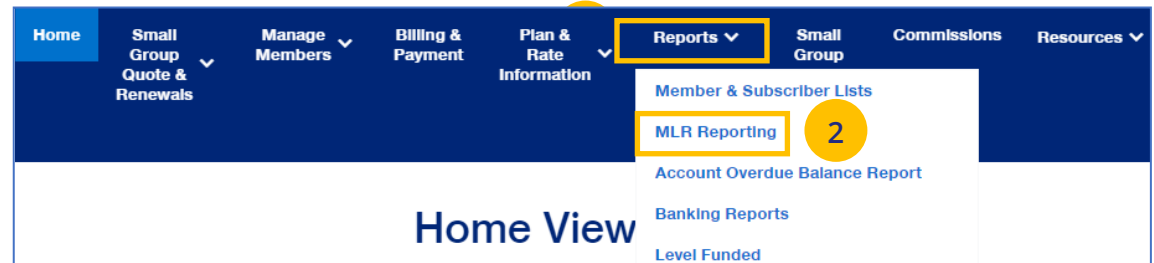 Home
Small
Group
Quote &
Renewals
Manage
Members
Billing &
Payment
Plan &
Rate
Information
Reports
Small
Group
Commissions
Resources
Member & Subscriber Lists
MLR Reporting
2
Account Overdue Balance Report
Banking Reports
Home View
Level Funded